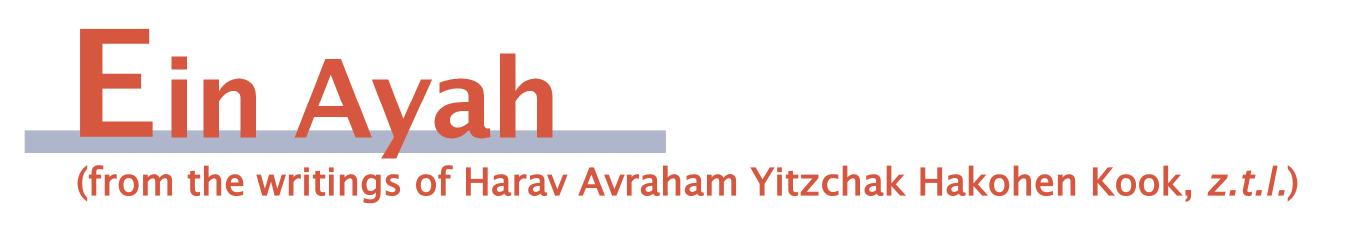 Ein Ayah
(from the writings of Harav Avraham Yitzchak Hakohen Kook, z.t.l.)